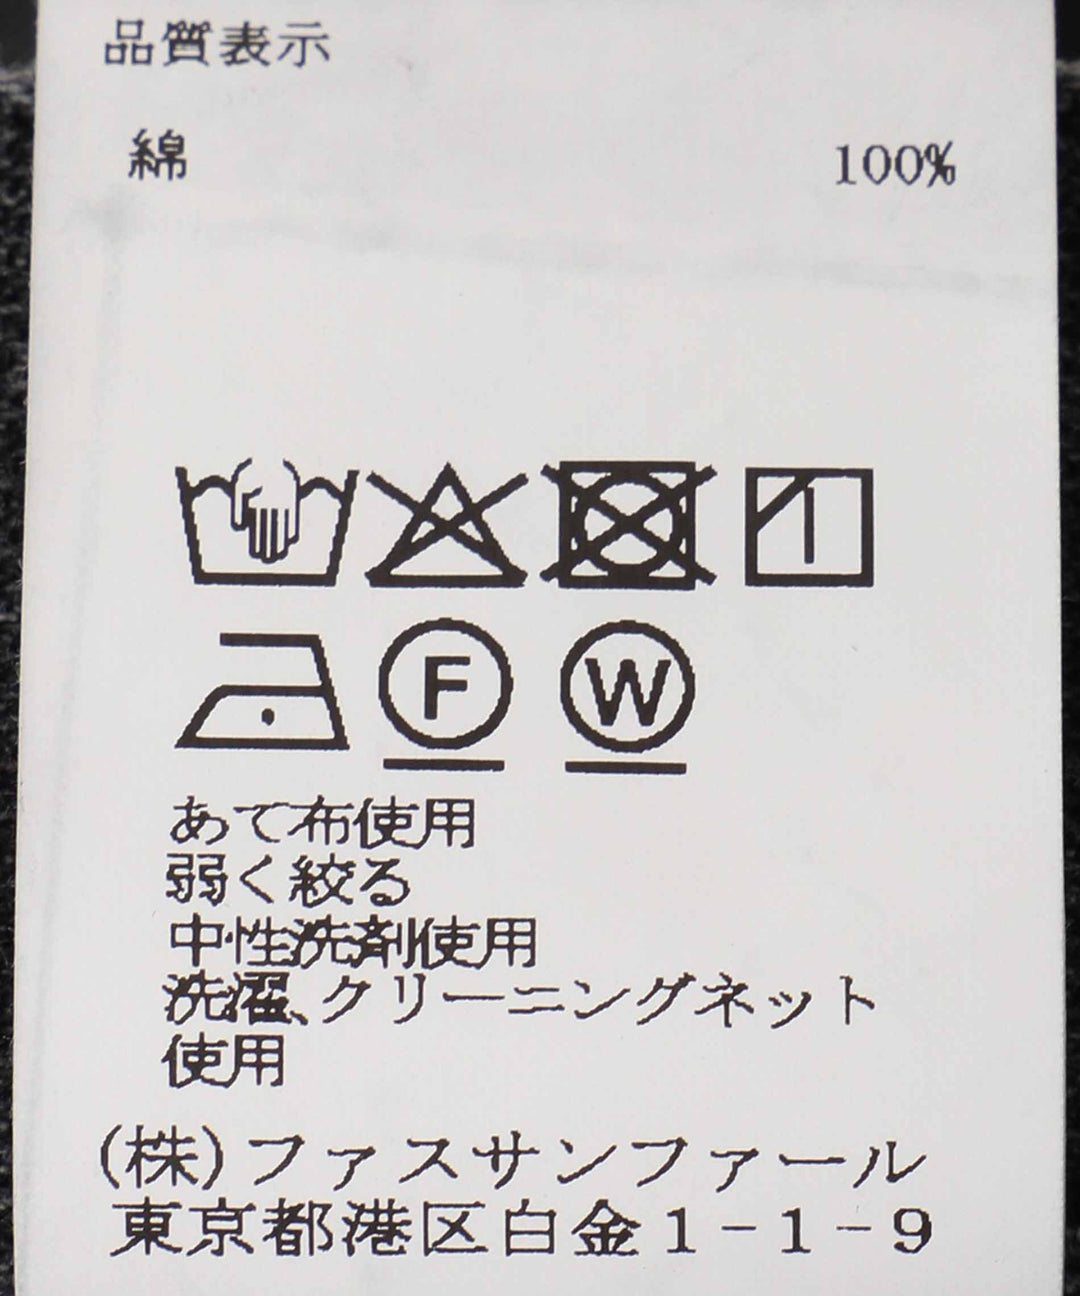 品質表示
綿 100%
F W
あて布使用
弱く絞る
中性洗剤使用
洗濯、クリーニングネット
使用
(株)ファスサンファール
東京都港区白金1-1-9